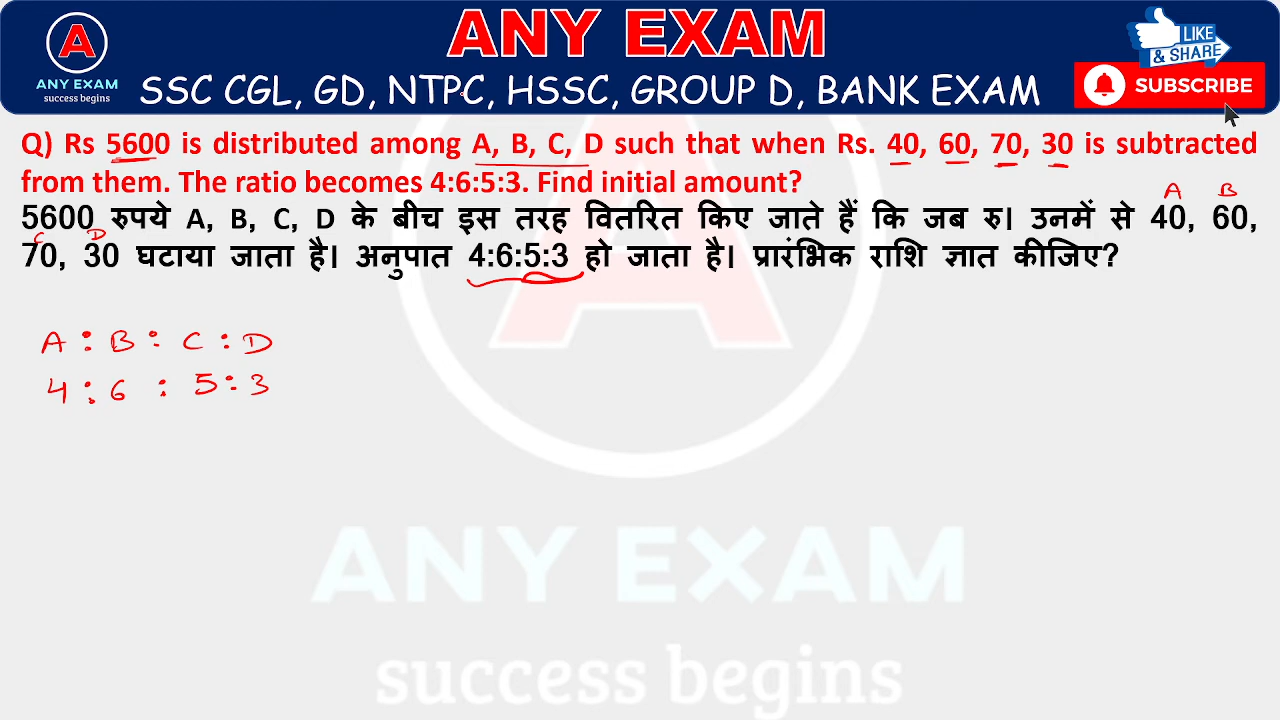 ANY EXAM
A
ANY EXAM
success begins
LIKE
& SHARE
SSC CGL, GD, NTPC, HSSC, GROUP D, BANK EXAM
SUBSCRIBE
Q) Rs 5600 is distributed among A, B, C, D such that when Rs. 40, 60, 70, 30 is subtracted
from them. The ratio becomes 4:6:5:3. Find initial amount?
A B
5600 रुपये A, B, C, D के बीच इस तरह वितरित किए जाते हैं कि जब रु। उनमें से 40, 60,
C D
70, 30 घटाया जाता है। अनुपात 4:6:5:3 हो जाता है। प्रारंभिक राशि ज्ञात कीजिए?
A : B : C : D
4 : 6 : 5 : 3
ANY EXAM
success begins